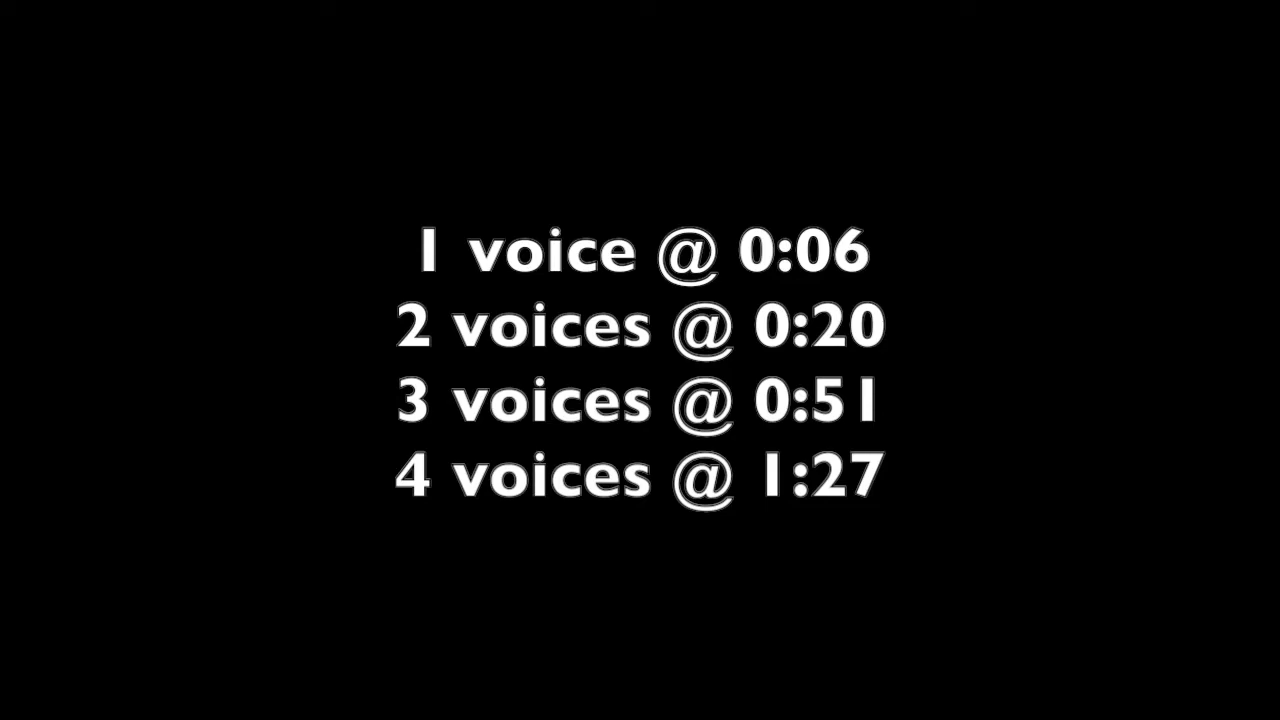 1 voice @ 0:06
2 voices @ 0:20
3 voices @ 0:51
4 voices @ 1:27